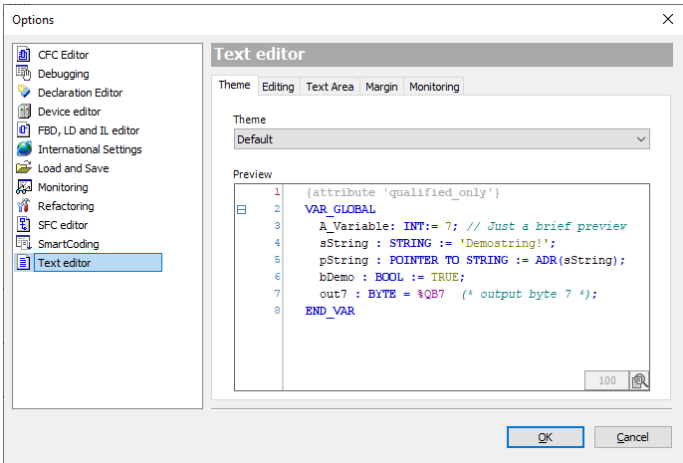 Options
CFC Editor
Debugging
Declaration Editor
Device editor
FBD, LD and IL editor
International Settings
Load and Save
Monitoring
Refactoring
SFC editor
SmartCoding
Text editor
Text editor
Theme Editing Text Area Margin Monitoring
Theme
Default
Preview
1 {attribute 'qualified_only'}
2 VAR_GLOBAL
3 A_Variable: INT:= 7; // Just a brief preview
4 sString : STRING := 'Demostring!';
5 pString : POINTER TO STRING := ADR(sString);
6 bDemo : BOOL := TRUE;
7 out7 : BYTE = %QB7 (* output byte 7 *);
8 END_VAR
100
OK Cancel